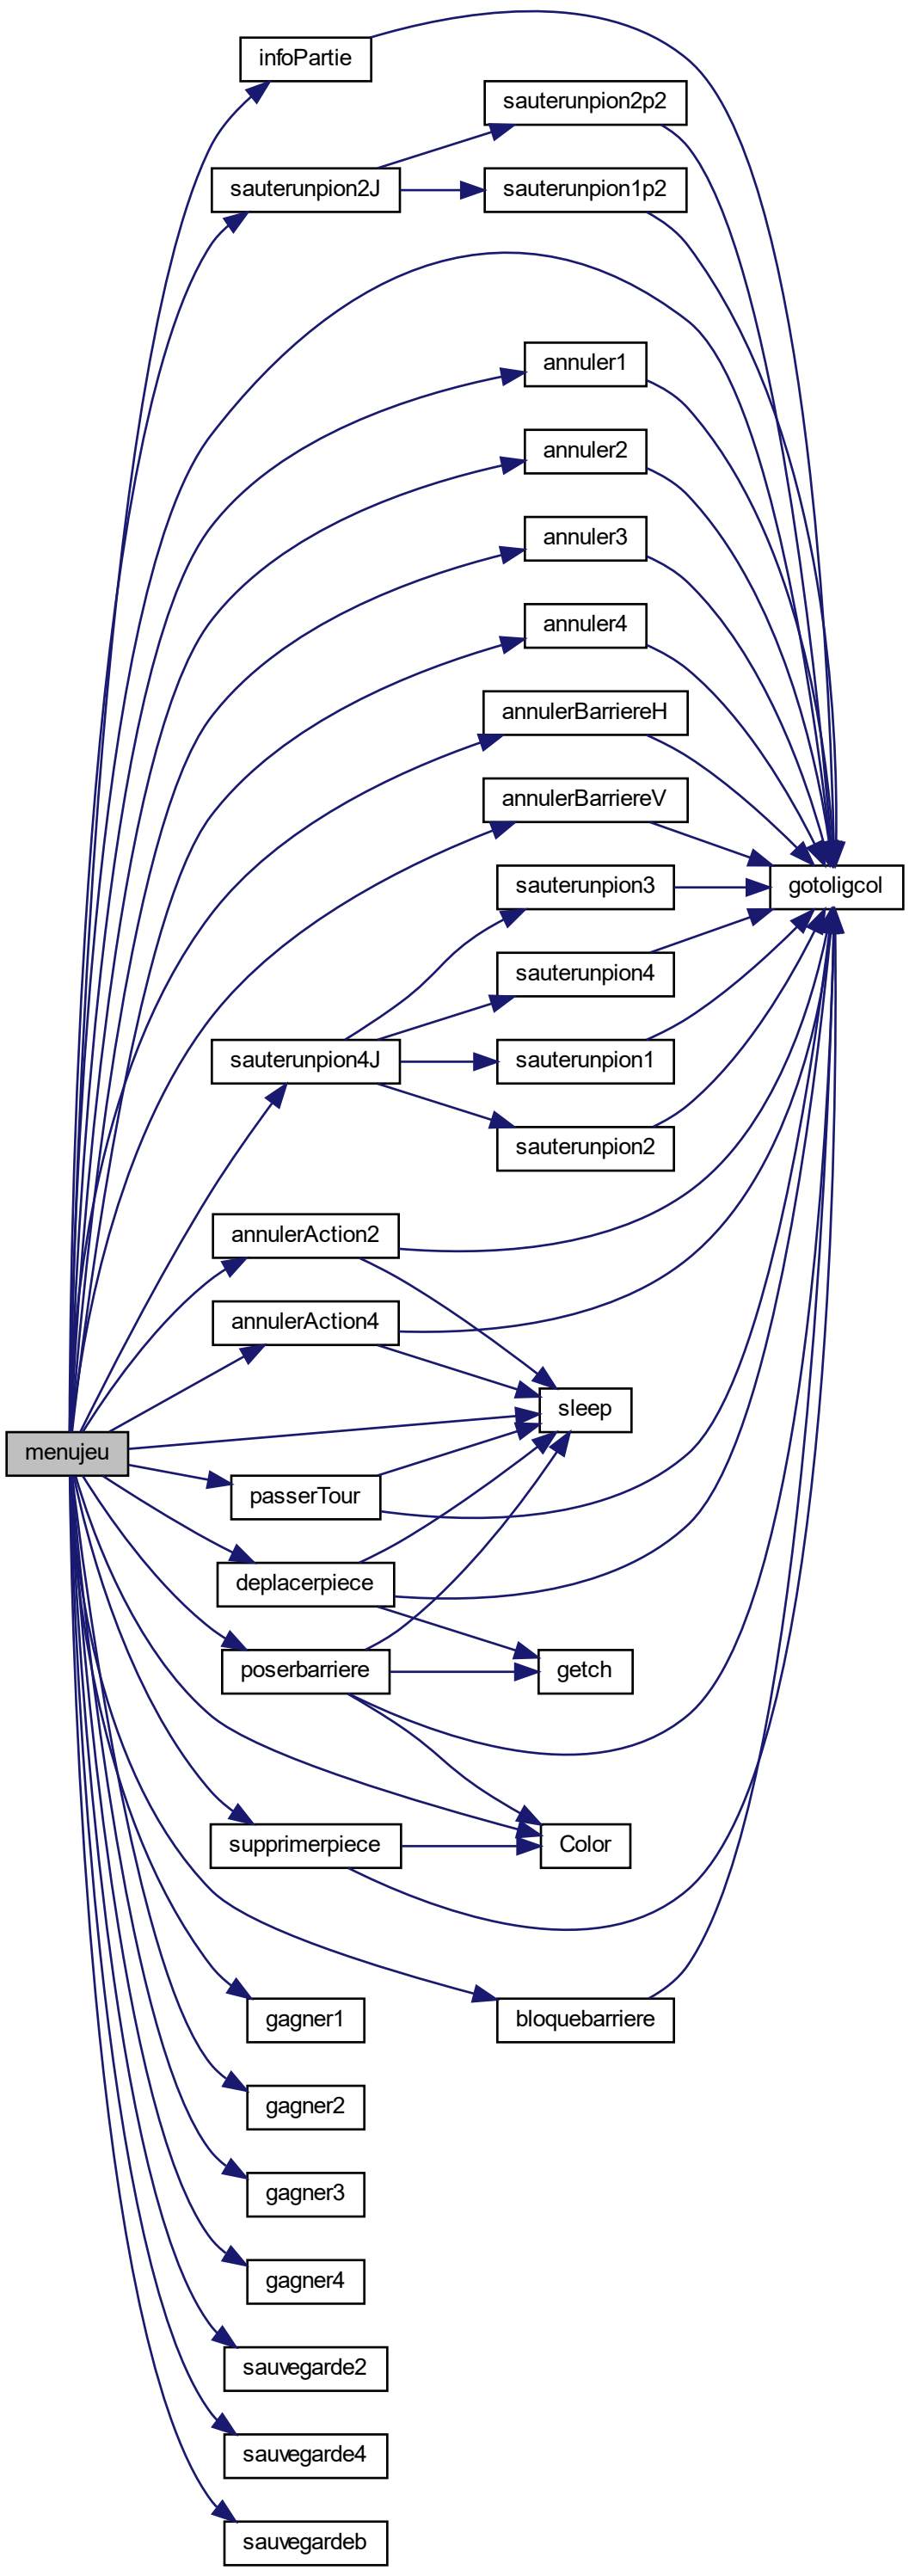 infoPartie
sauterunpion2p2
sauterunpion2J
sauterunpion1p2
annuler1
annuler2
annuler3
annuler4
annulerBarriereH
annulerBarriereV
sauterunpion3
gotoligcol
sauterunpion4
sauterunpion4J
sauterunpion1
sauterunpion2
annulerAction2
annulerAction4
sleep
menujeu
passerTour
deplacerpiece
poserbarriere
getch
supprimerpiece
Color
gagner1
bloquebarriere
gagner2
gagner3
gagner4
sauvegarde2
sauvegarde4
sauvegardeb